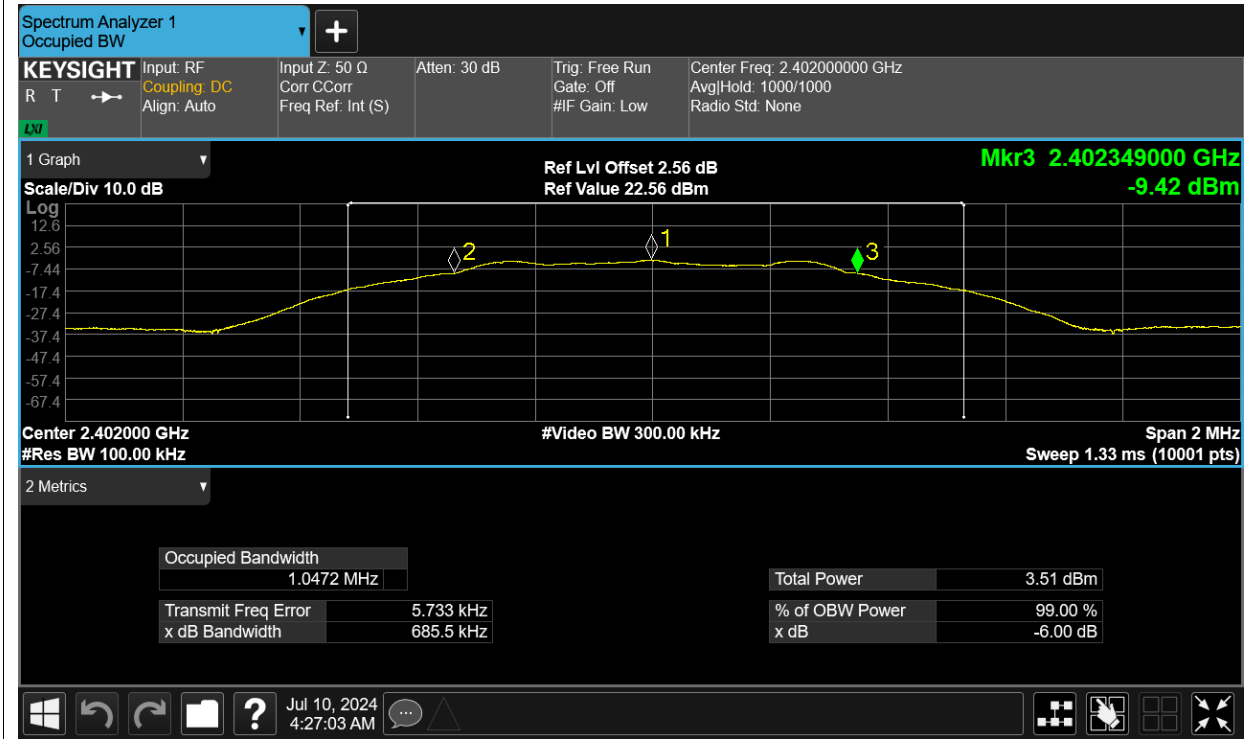 Spectrum Analyzer 1
Occupied BW
KEYSIGHT
R T
LXI
Input: RF
Coupling: DC
Align: Auto
Input Z: 50 Ω
Corr CCorr
Freq Ref: Int (S)
Atten: 30 dB
Trig: Free Run
Gate: Off
#IF Gain: Low
Center Freq: 2.402000000 GHz
Avg|Hold: 1000/1000
Radio Std: None
1 Graph
Scale/Div 10.0 dB
Ref Lvl Offset 2.56 dB
Ref Value 22.56 dBm
Mkr3 2.402349000 GHz
-9.42 dBm
Log
12.6
2.56
-7.44
-17.4
-27.4
-37.4
-47.4
-57.4
-67.4
2
1
3
Center 2.402000 GHz
#Res BW 100.00 kHz
#Video BW 300.00 kHz
Span 2 MHz
Sweep 1.33 ms (10001 pts)
2 Metrics
Occupied Bandwidth
1.0472 MHz
Transmit Freq Error 5.733 kHz
x dB Bandwidth 685.5 kHz
Total Power 3.51 dBm
% of OBW Power 99.00 %
x dB -6.00 dB
?
Jul 10, 2024
4:27:03 AM